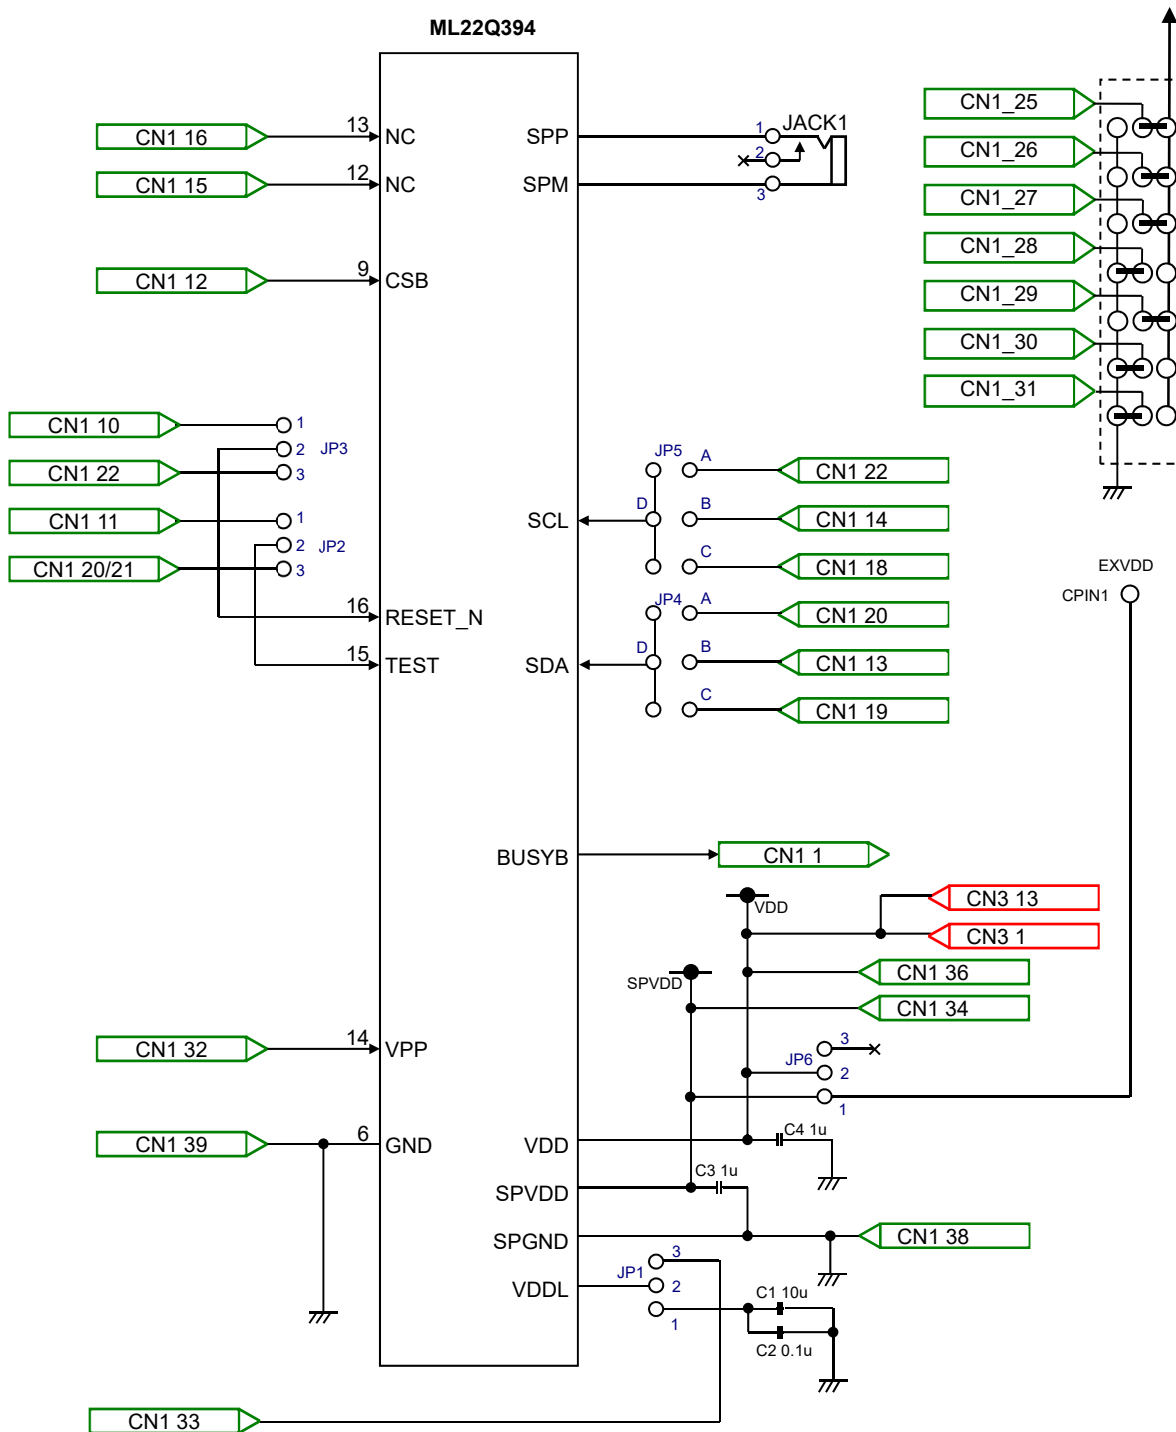 ML22Q394
CN1_25
CN1_26
CN1_27
CN1_28
CN1_29
CN1_30
CN1_31
CN1 16
13
NC
CN1 15
12
NC
CN1 12
9
CSB
SPP
1
JACK1
2
SPM
3
CN1 10
1
2
JP3
CN1 22
3
CN1 11
1
2
JP2
CN1 20/21
3
16
RESET_N
15
TEST
JP5
A
CN1 22
SCL
D
B
CN1 14
C
CN1 18
JP4
A
CN1 20
SDA
D
B
CN1 13
C
CN1 19
EXVDD
CPIN1
BUSYB
CN1 1
VDD
CN3 13
CN3 1
SPVDD
CN1 36
CN1 34
JP6
3
2
1
CN1 32
14
VPP
CN1 39
6
GND
VDD
C4 1u
SPVDD
C3 1u
SPGND
CN1 38
VDDL
JP1
3
2
1
C1 10u
C2 0.1u
CN1 33